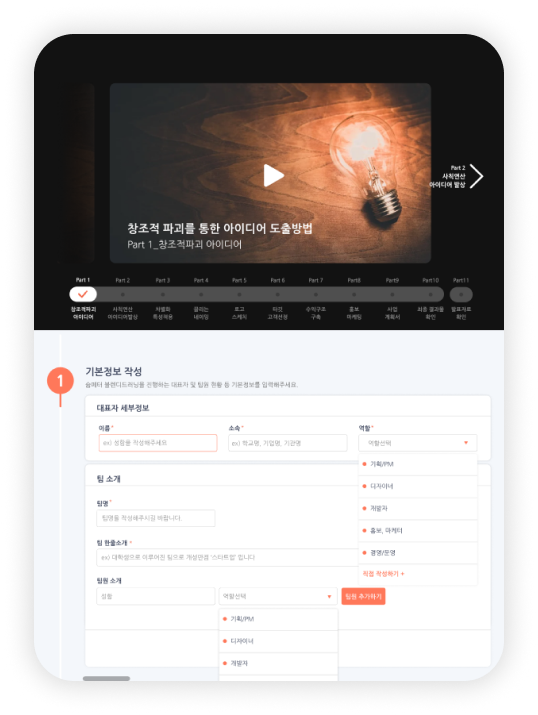 Part 2
사칙연산
아이디어 발상
창조적 파괴를 통한 아이디어 도출방법
Part 1_창조적파괴 아이디어
Part 1 Part 2 Part 3 Part 4 Part 5 Part 6 Part 7 Part8 Part9 Part10 Part11
창조적파괴 사칙연산 차별화 끌리는 로고 타깃 수익구조 홍보 사업 최종 결과물 발표자료
아이디어 아이디어발상 특성적용 네이밍 스케치 고객선정 구축 마케팅 계획서 확인 확인
1
기본정보 작성
블렌디드러닝을 진행하는 대표자 및 팀원 현황 등 기본정보를 입력해주세요.
대표자 세부정보
이름* 소속* 역할*
ex) 성함을 작성해주세요 ex) 학교명, 기업명, 기관명 역할선택
기획/PM
디자이너
개발자
홍보, 마케터
경영/운영
직접 작성하기 +
팀 소개
팀명*
팀명을 작성해주시길 바랍니다.
팀 한줄소개 *
ex) 대학생으로 이루어진 팀으로 개성만점 '스타트업' 입니다
팀원 소개
성함 역할선택 팀원 추가하기
기획/PM
디자이너
개발자